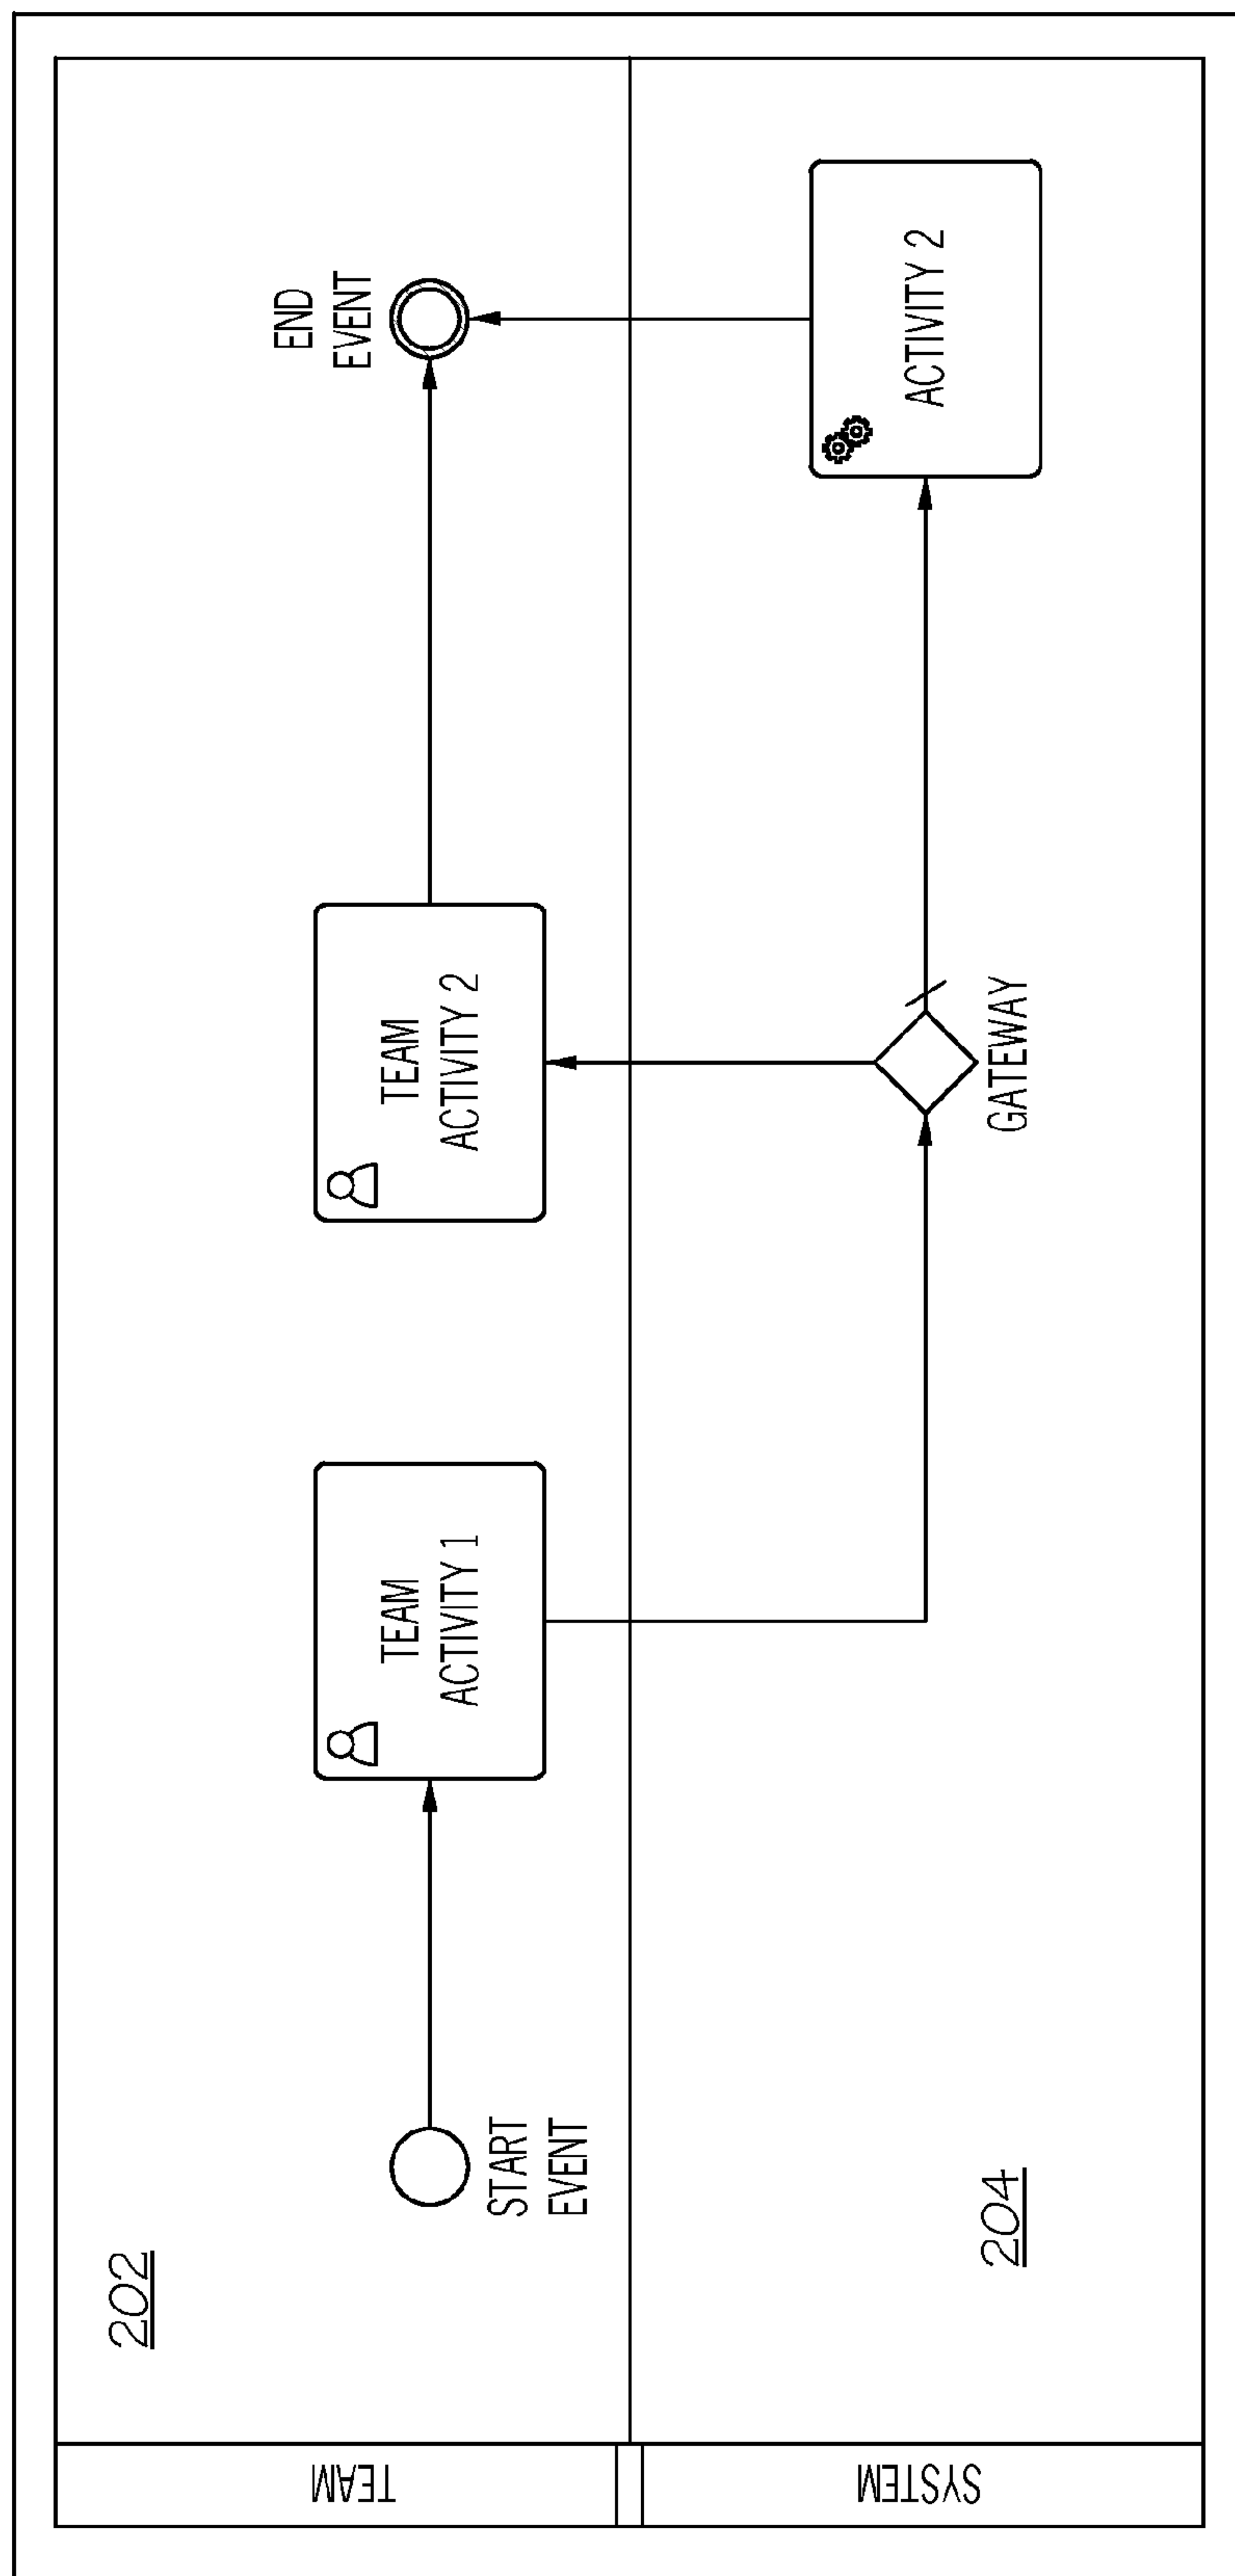 202
TEAM
START
EVENT
TEAM
ACTIVITY 1
TEAM
ACTIVITY 2
END
EVENT
204
SYSTEM
GATEWAY
ACTIVITY 2